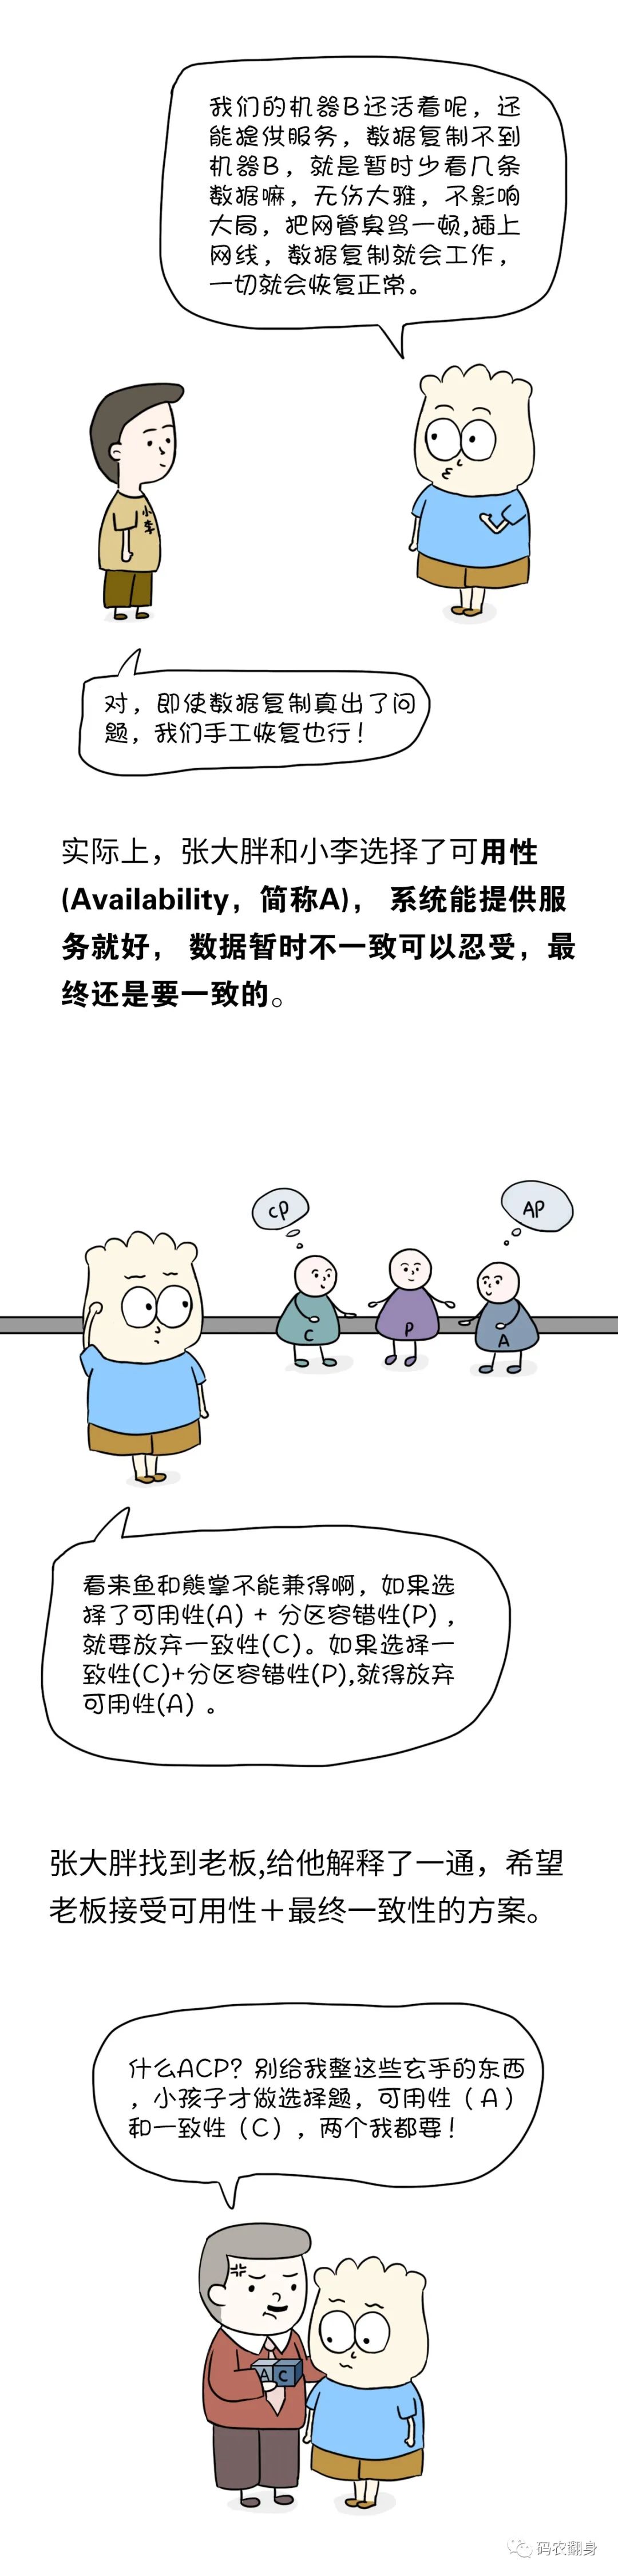 我们的机器B还活着呢，还
能提供服务，数据复制不到
机器B，就是暂时少看几条
数据嘛，无伤大雅，不影响
大局，把网管臭骂一顿,插上
网线，数据复制就会工作，
一切就会恢复正常。
小李
对，即使数据复制真出了问
题，我们手工恢复也行！
实际上，张大胖和小李选择了可用性
(Availability，简称A)， 系统能提供服
务就好， 数据暂时不一致可以忍受，最
终还是要一致的。
CP
AP
C
P
A
看来鱼和熊掌不能兼得啊，如果选
择了可用性(A) + 分区容错性(P) ,
就要放弃一致性(C)。如果选择一
致性(C)+分区容错性(P),就得放弃
可用性(A) 。
张大胖找到老板,给他解释了一通，希望
老板接受可用性＋最终一致性的方案。
什么ACP？别给我整这些玄乎的东西
，小孩子才做选择题，可用性（A）
和一致性（C），两个我都要！
A C
码农翻身